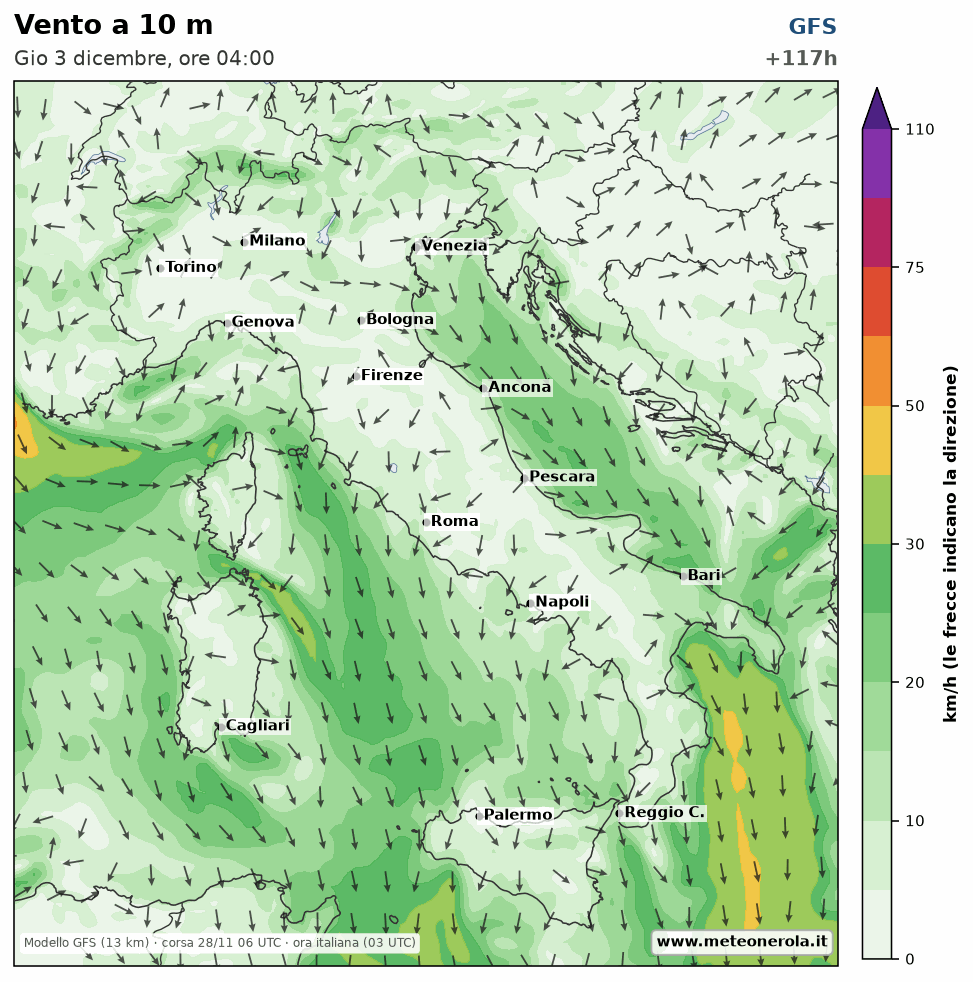 Vento a 10 m
GFS
Gio 3 dicembre, ore 04:00
+117h
110
75
50
30
20
10
0
km/h (le frecce indicano la direzione)
Milano
Venezia
Torino
Genova
Bologna
Firenze
Ancona
Pescara
Roma
Bari
Napoli
Cagliari
Palermo
Reggio C.
Modello GFS (13 km) · corsa 28/11 06 UTC · ora italiana (03 UTC)
www.meteonerola.it